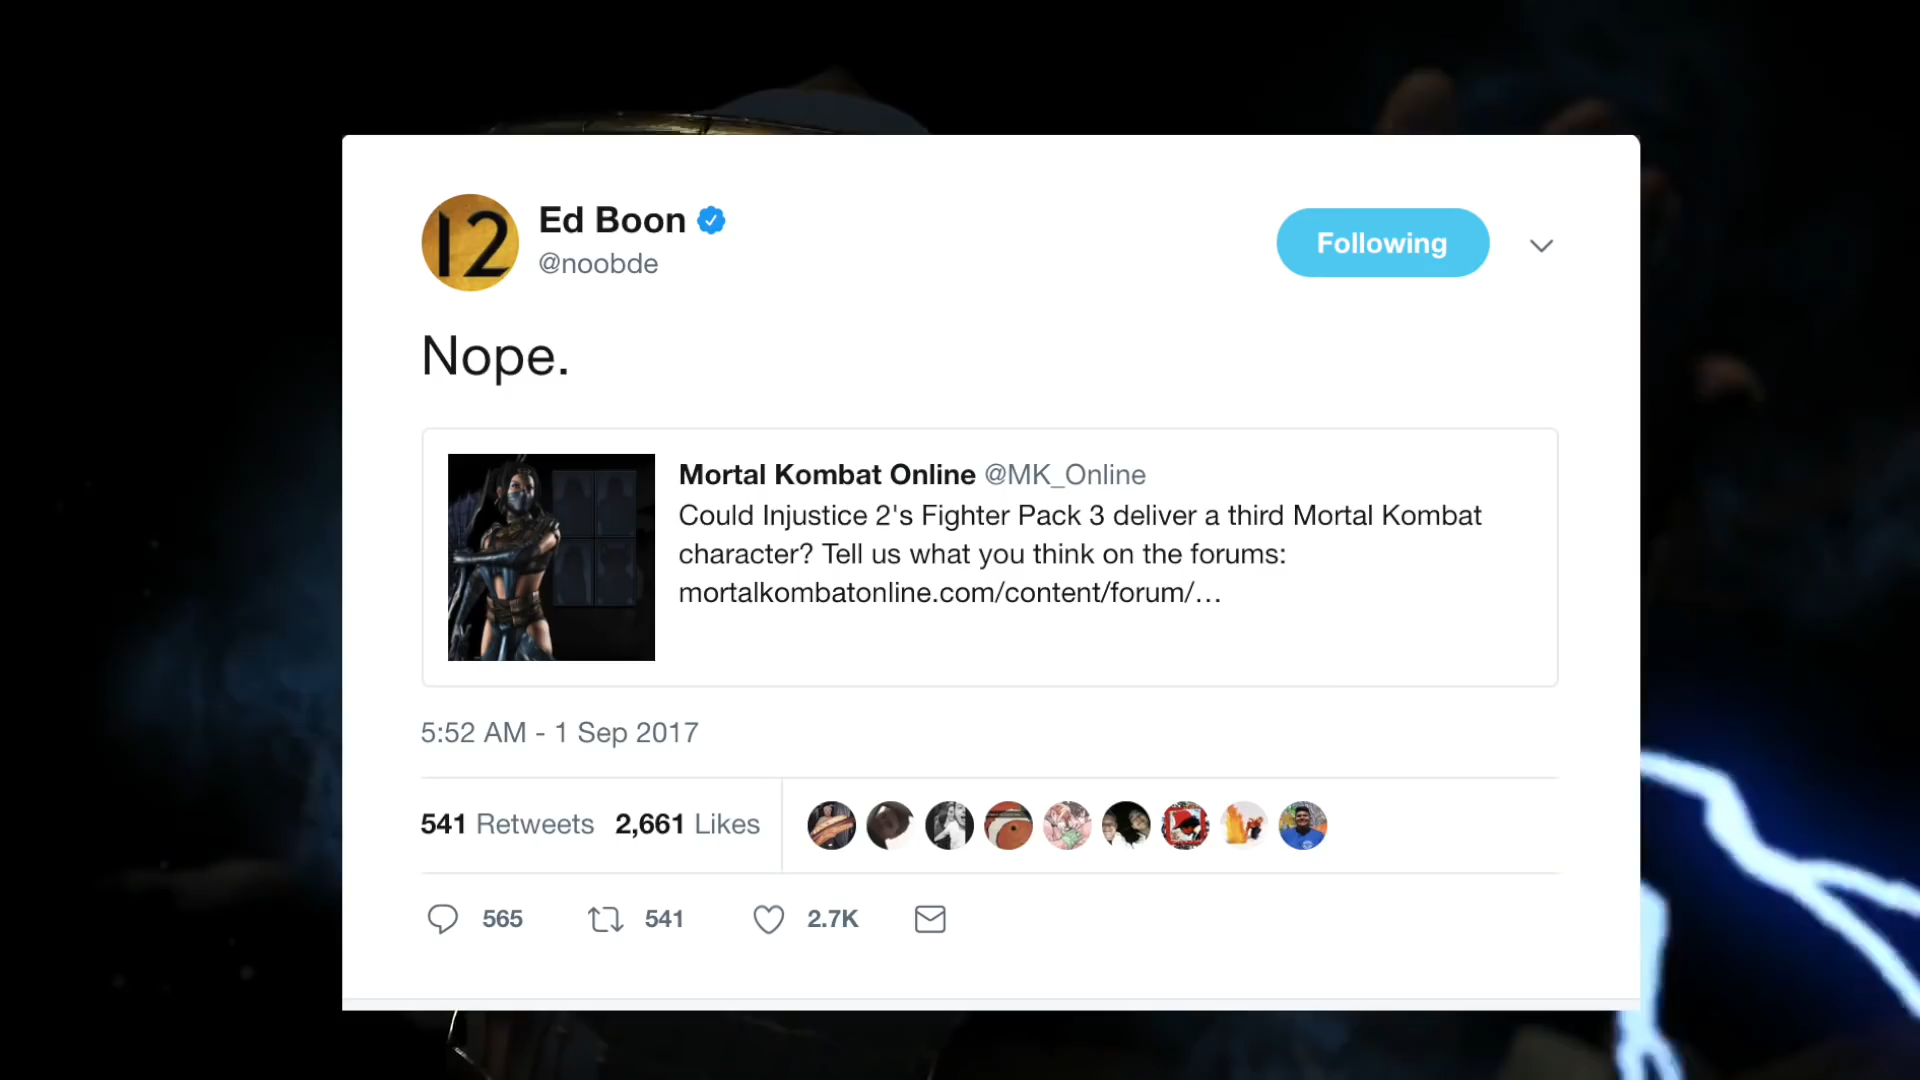 12
Ed Boon
@noobde
Following
Nope.
Mortal Kombat Online @MK_Online
Could Injustice 2's Fighter Pack 3 deliver a third Mortal Kombat
character? Tell us what you think on the forums:
mortalkombatonline.com/content/forum/…
5:52 AM - 1 Sep 2017
541 Retweets 2,661 Likes
565 541 2.7K